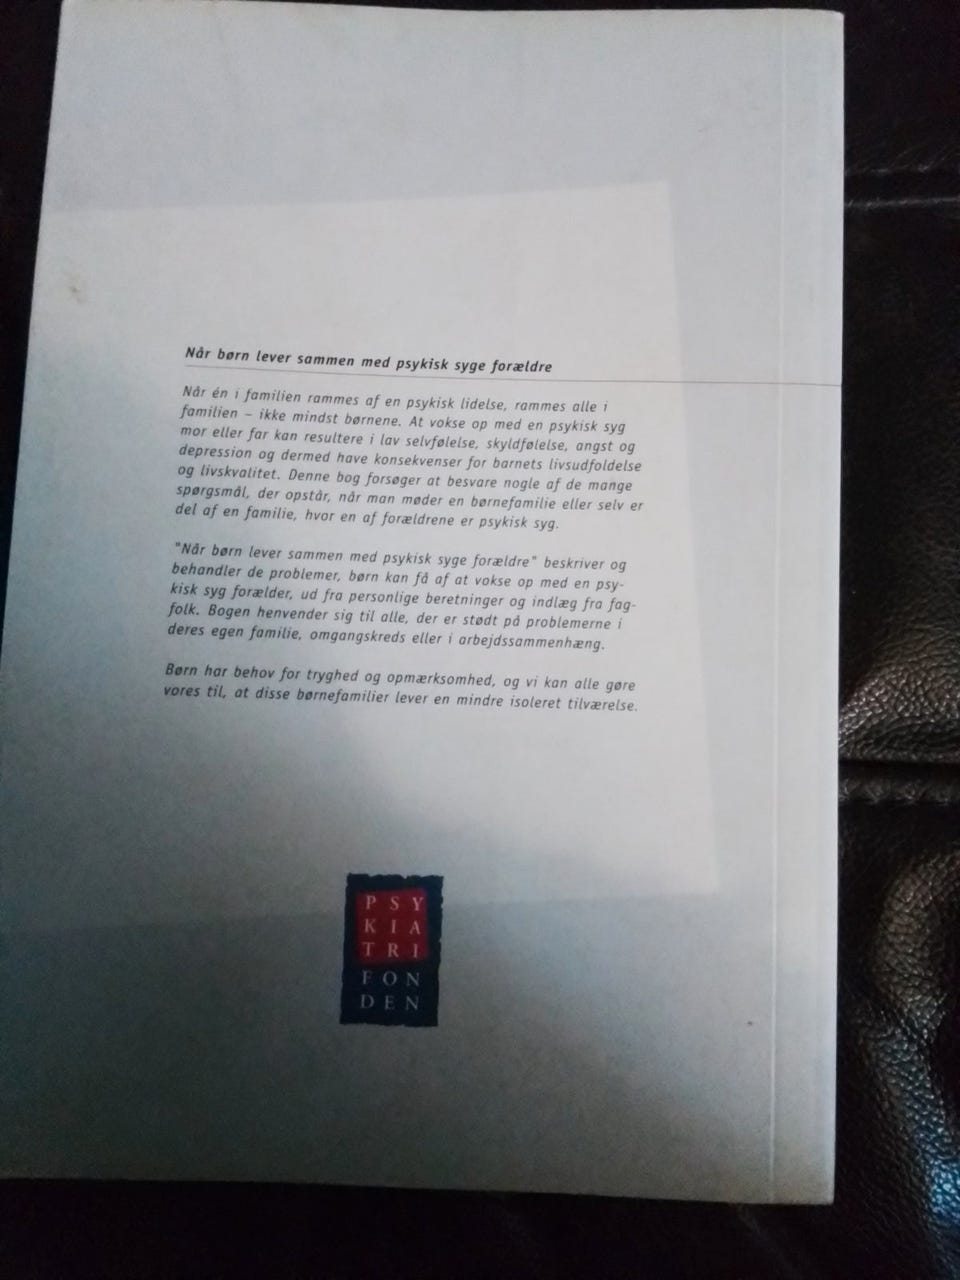 Når børn lever sammen med psykisk syge forældre
Når én i familien rammes af en psykisk lidelse, rammes alle i
familien – ikke mindst børnene. At vokse op med en psykisk syg
mor eller far kan resultere i lav selvfølelse, skyldfølelse, angst og
depression og dermed have konsekvenser for barnets livsudfoldelse
og livskvalitet. Denne bog forsøger at besvare nogle af de mange
spørgsmål, der opstår, når man møder en børnefamilie eller selv er
del af en familie, hvor en af forældrene er psykisk syg.
"Når børn lever sammen med psykisk syge forældre" beskriver og
behandler de problemer, børn kan få af at vokse op med en psy-
kisk syg forælder, ud fra personlige beretninger og indlæg fra fag-
folk. Bogen henvender sig til alle, der er stødt på problemerne i
deres egen familie, omgangskreds eller i arbejdssammenhæng.
Børn har behov for tryghed og opmærksomhed, og vi kan alle gøre
vores til, at disse børnefamilier lever en mindre isoleret tilværelse.
PSY
KIA
TRI
FON
DEN